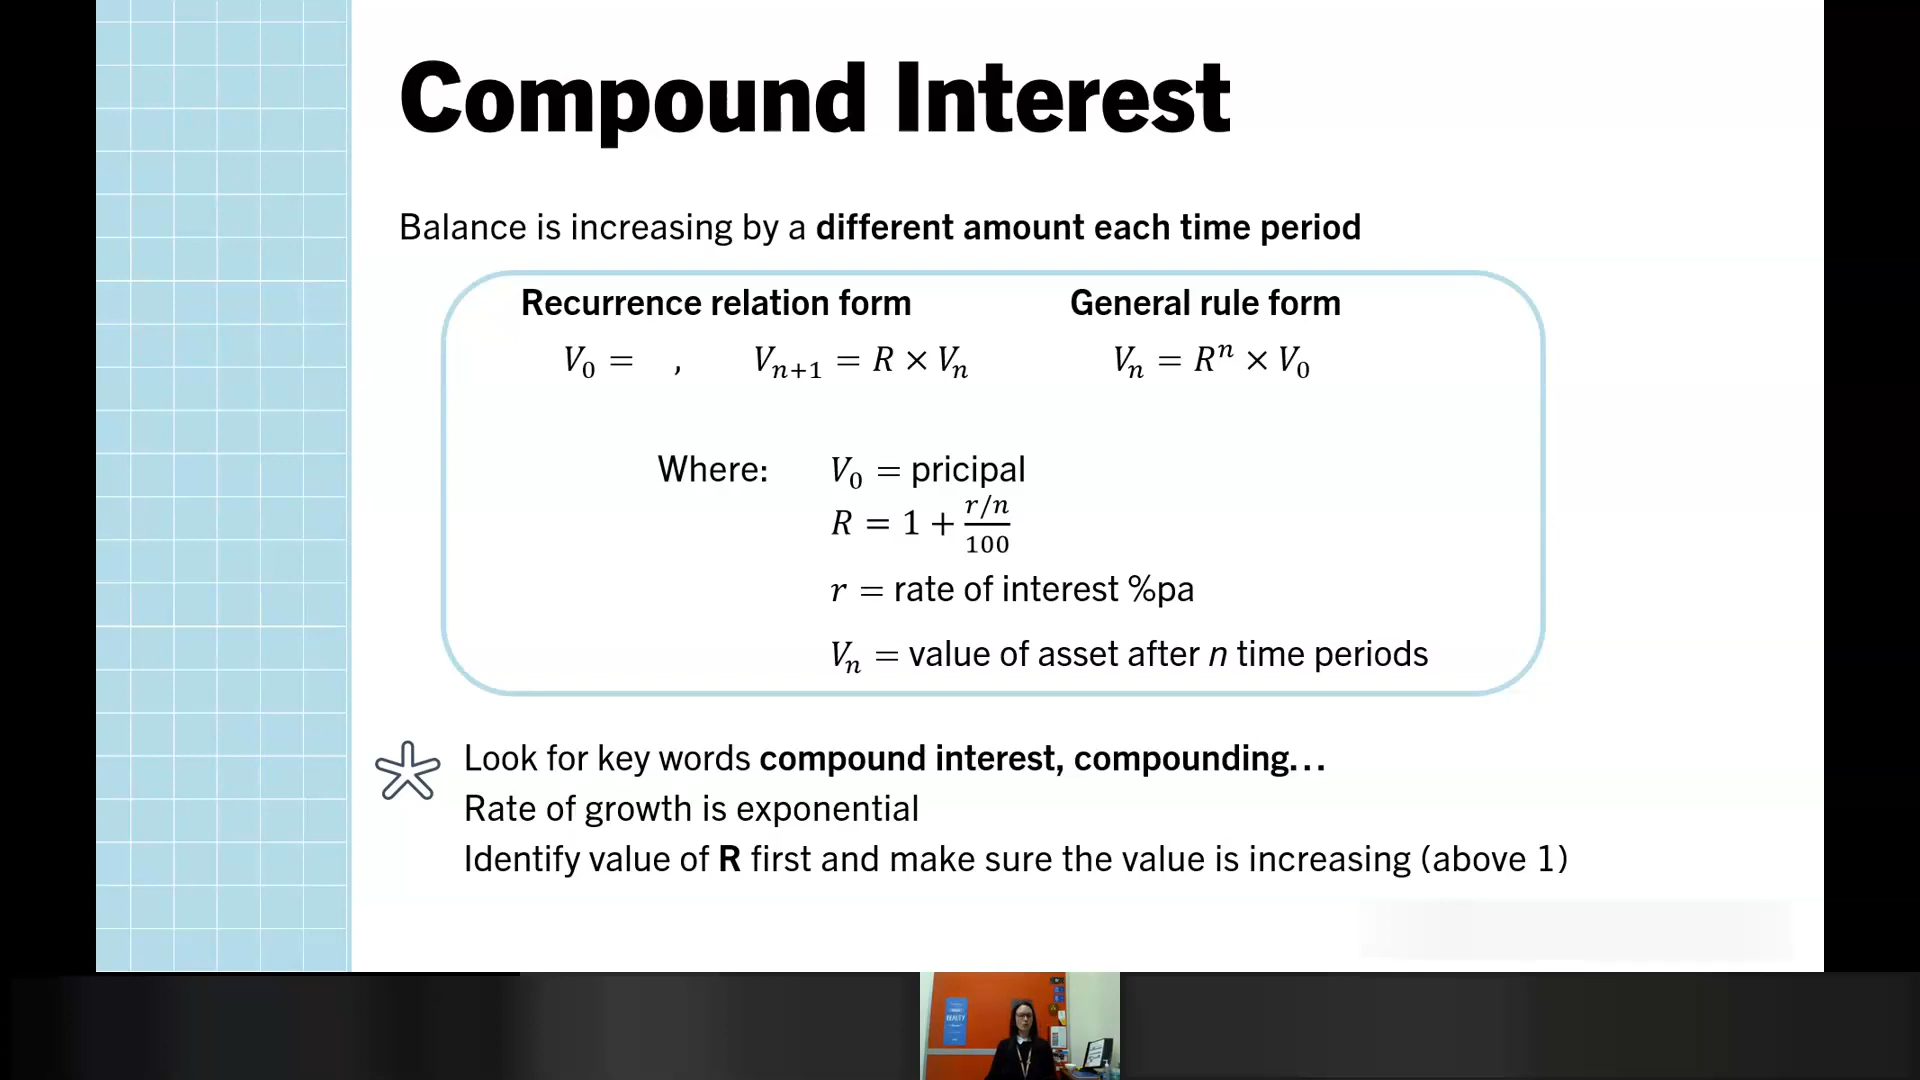 Compound Interest
Balance is increasing by a different amount each time period
Recurrence relation form
General rule form
V₀ =   ,   Vₙ₊₁ = R × Vₙ
Vₙ = Rⁿ × V₀
Where: V₀ = pricipal
R = 1 + (r/n)/100
r = rate of interest %pa
Vₙ = value of asset after n time periods
Look for key words compound interest, compounding…
Rate of growth is exponential
Identify value of R first and make sure the value is increasing (above 1)